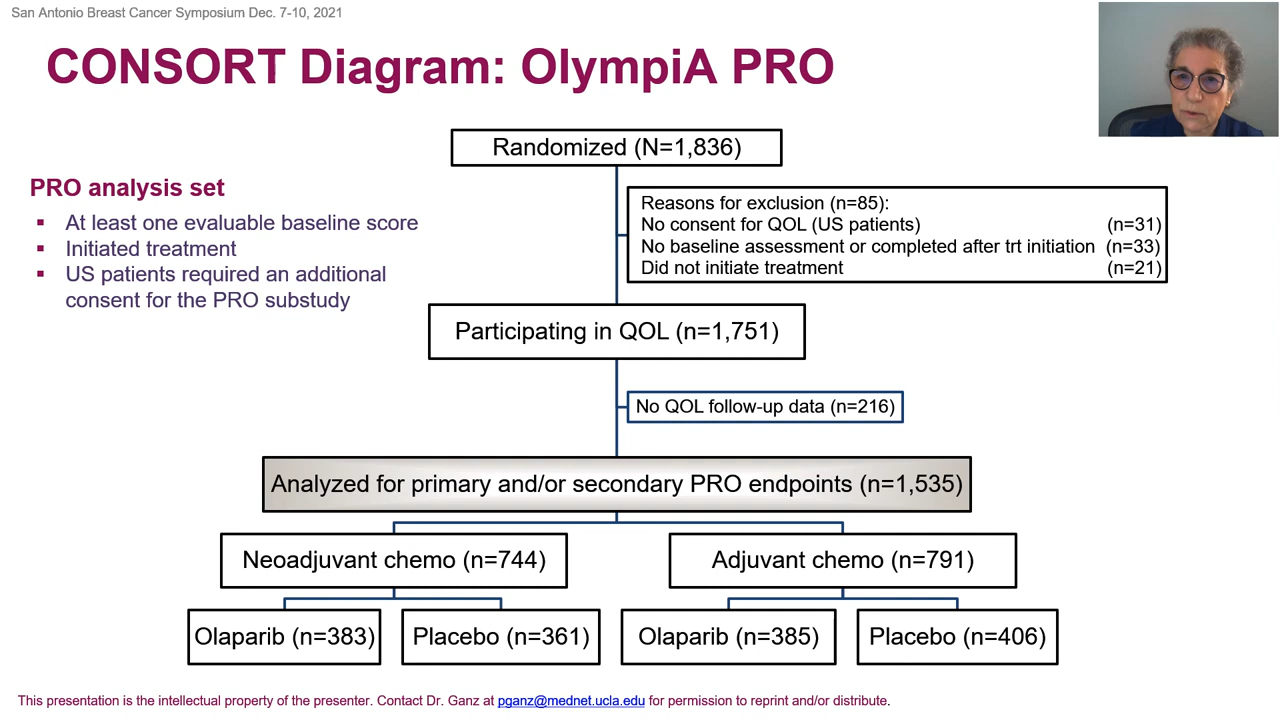 San Antonio Breast Cancer Symposium Dec. 7-10, 2021
CONSORT Diagram: OlympiA PRO
Randomized (N=1,836)
PRO analysis set
▪ At least one evaluable baseline score
▪ Initiated treatment
▪ US patients required an additional
consent for the PRO substudy
Reasons for exclusion (n=85):
No consent for QOL (US patients) (n=31)
No baseline assessment or completed after trt initiation (n=33)
Did not initiate treatment (n=21)
Participating in QOL (n=1,751)
No QOL follow-up data (n=216)
Analyzed for primary and/or secondary PRO endpoints (n=1,535)
Neoadjuvant chemo (n=744)
Adjuvant chemo (n=791)
Olaparib (n=383)
Placebo (n=361)
Olaparib (n=385)
Placebo (n=406)
This presentation is the intellectual property of the presenter. Contact Dr. Ganz at pganz@mednet.ucla.edu for permission to reprint and/or distribute.